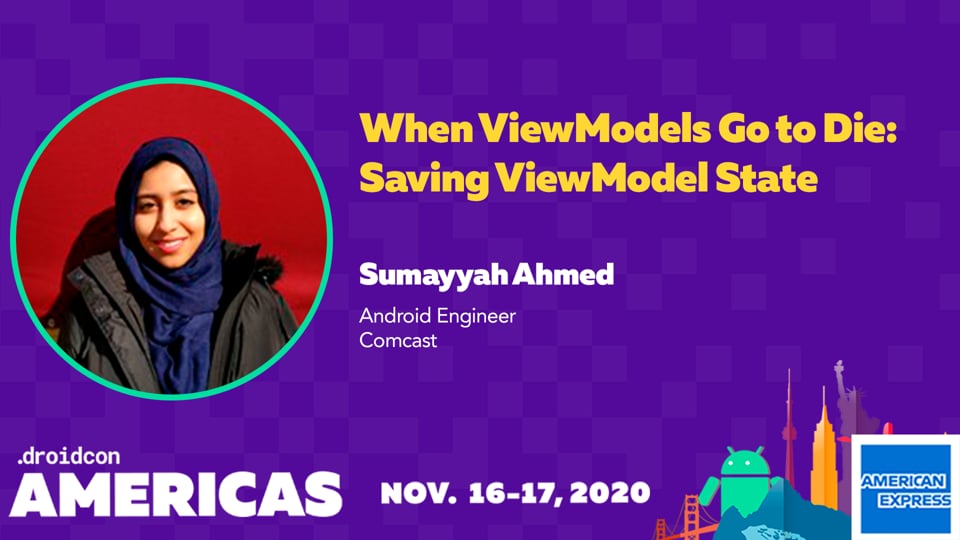 When ViewModels Go to Die:
Saving ViewModel State
Sumayyah Ahmed
Android Engineer
Comcast
.droidcon
AMERICAS
NOV. 16-17, 2020
AMERICAN
EXPRESS